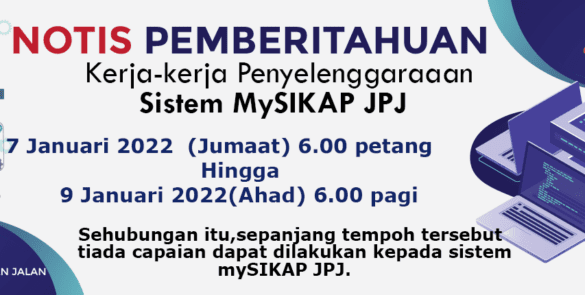 NOTIS PEMBERITAHUAN
Kerja-kerja Penyelenggaraaan
Sistem MySIKAP JPJ
7 Januari 2022 (Jumaat) 6.00 petang
Hingga
9 Januari 2022(Ahad) 6.00 pagi
Sehubungan itu,sepanjang tempoh tersebut
tiada capaian dapat dilakukan kepada sistem
mySIKAP JPJ.
N JALAN